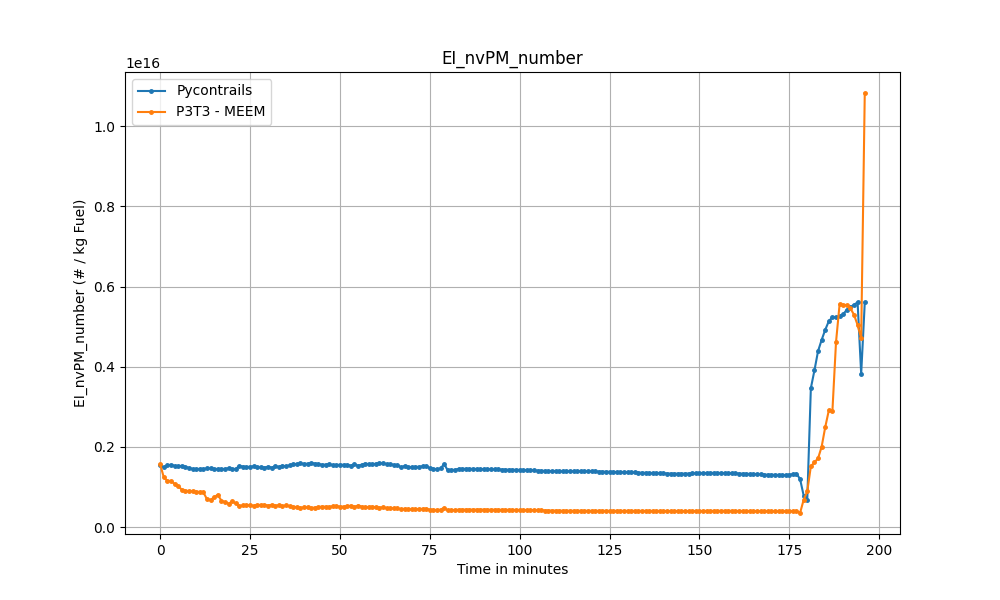 EI_nvPM_number
1e16
Pycontrails
P3T3 - MEEM
EI_nvPM_number (# / kg Fuel)
1.0
0.8
0.6
0.4
0.2
0.0
0 25 50 75 100 125 150 175 200
Time in minutes